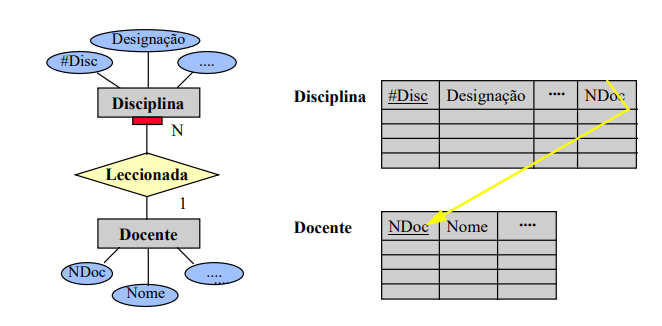 Designação
#Disc
....
Disciplina
N
Leccionada
1
Docente
NDoc
....
....
Nome
Disciplina
#Disc Designação .... NDoc
Docente
NDoc Nome ....